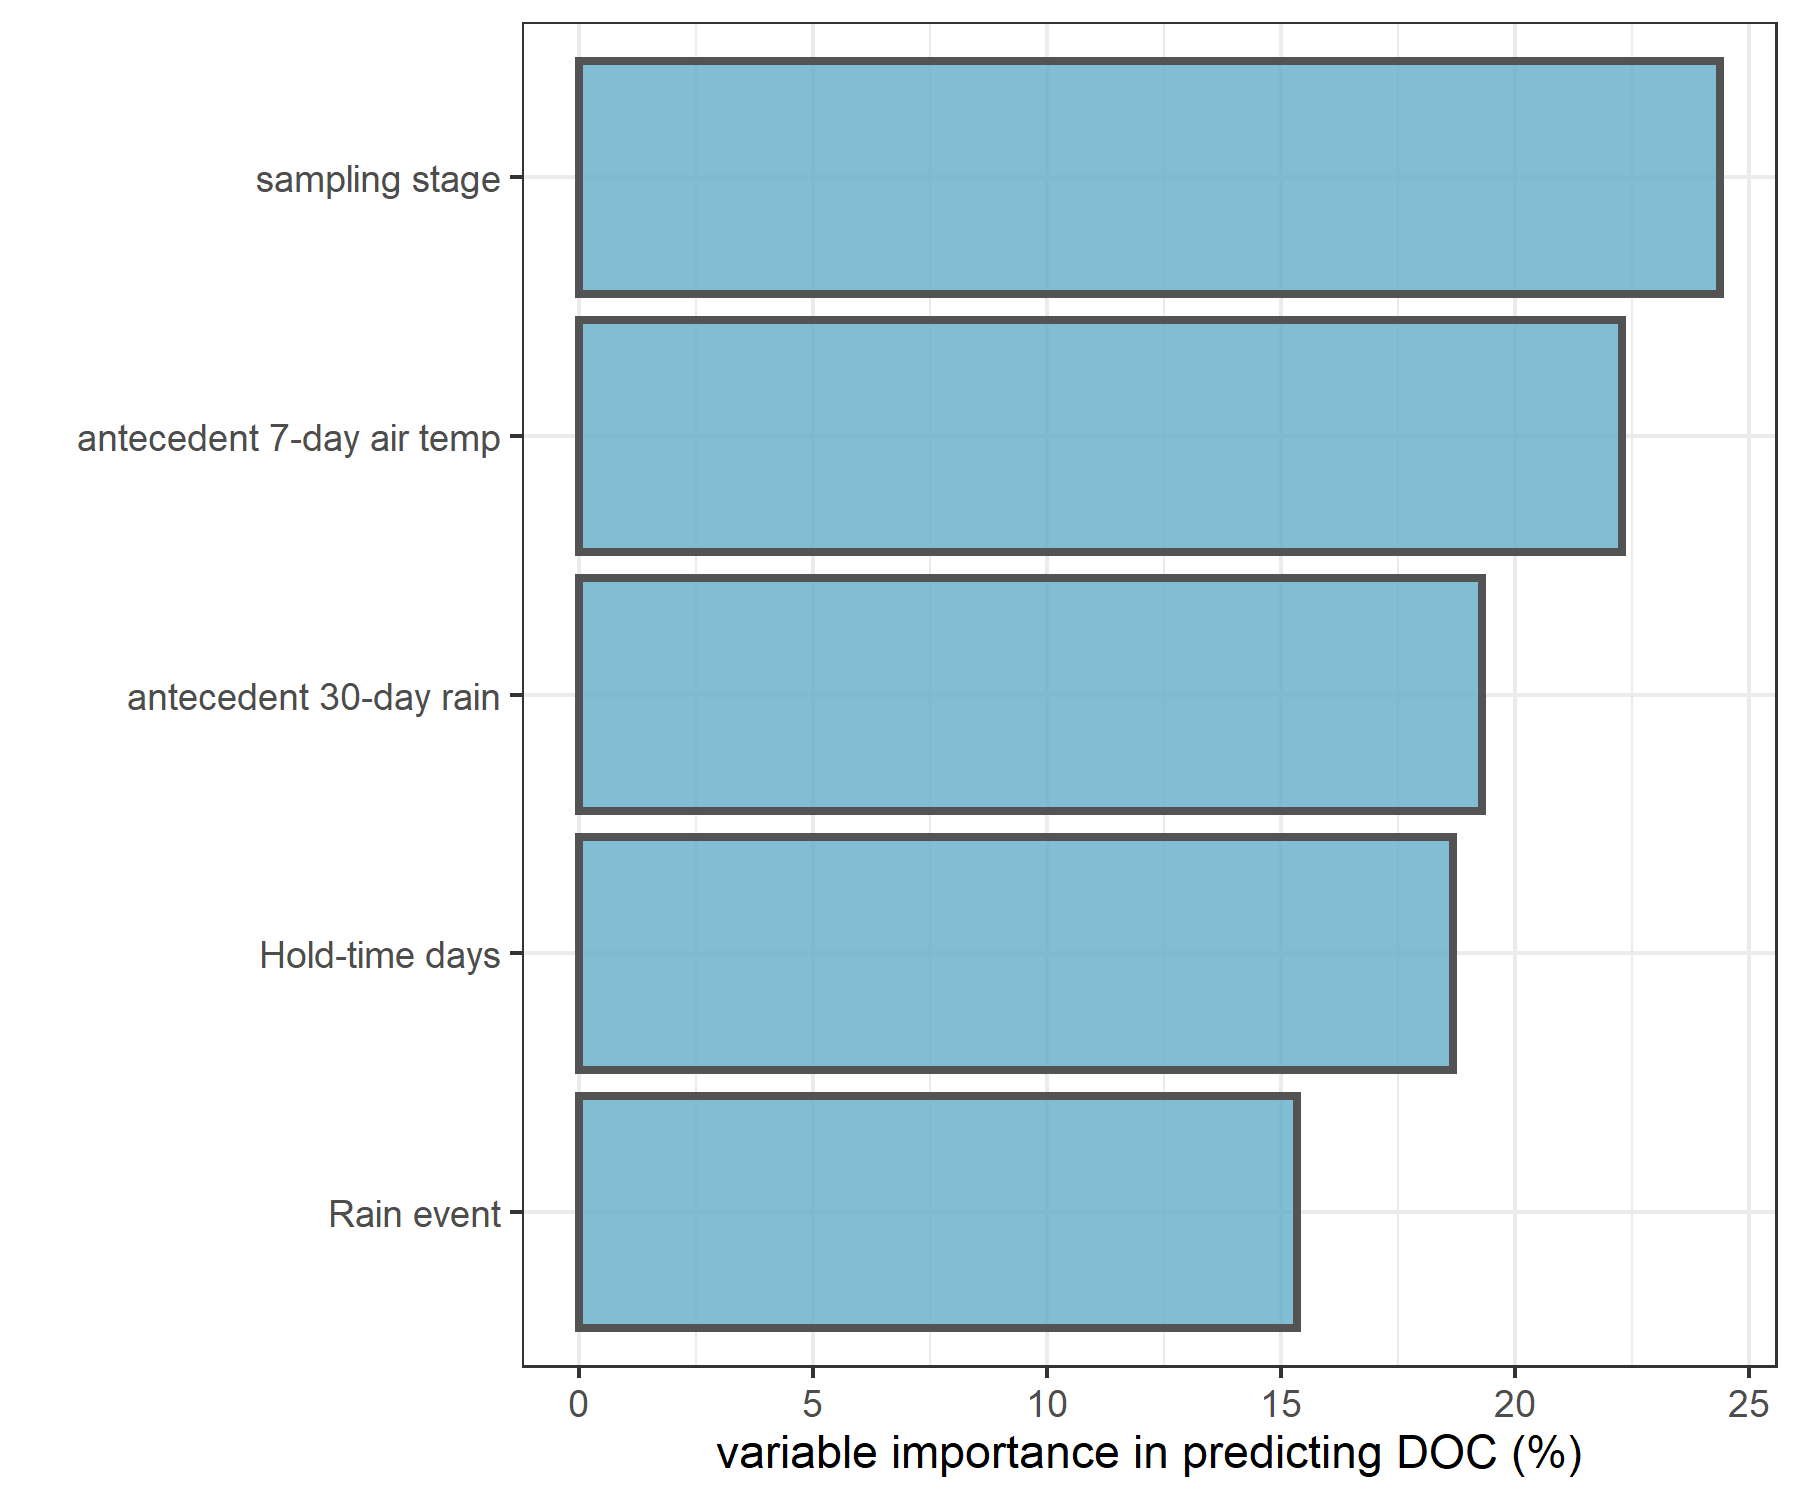 sampling stage
antecedent 7-day air temp
antecedent 30-day rain
Hold-time days
Rain event
0 5 10 15 20 25
variable importance in predicting DOC (%)